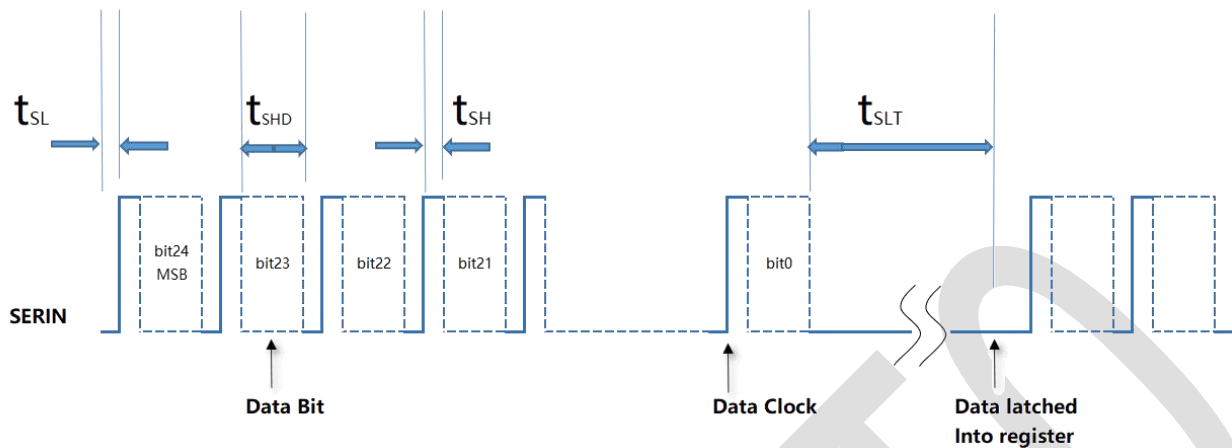 tSL
tSHD
tSH
tSLT
bit24
MSB
bit23
bit22
bit21
bit0
SERIN
Data Bit
Data Clock
Data latched
Into register